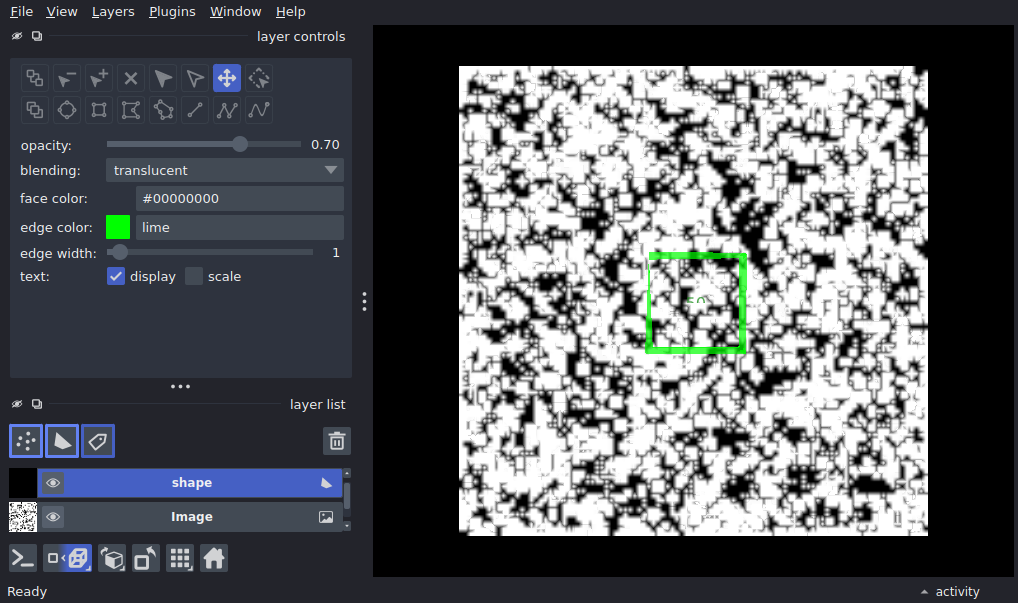 File View Layers Plugins Window Help
layer controls
opacity: 0.70
blending: translucent
face color: #00000000
edge color: lime
edge width: 1
text: display scale
layer list
shape
Image
Ready
activity